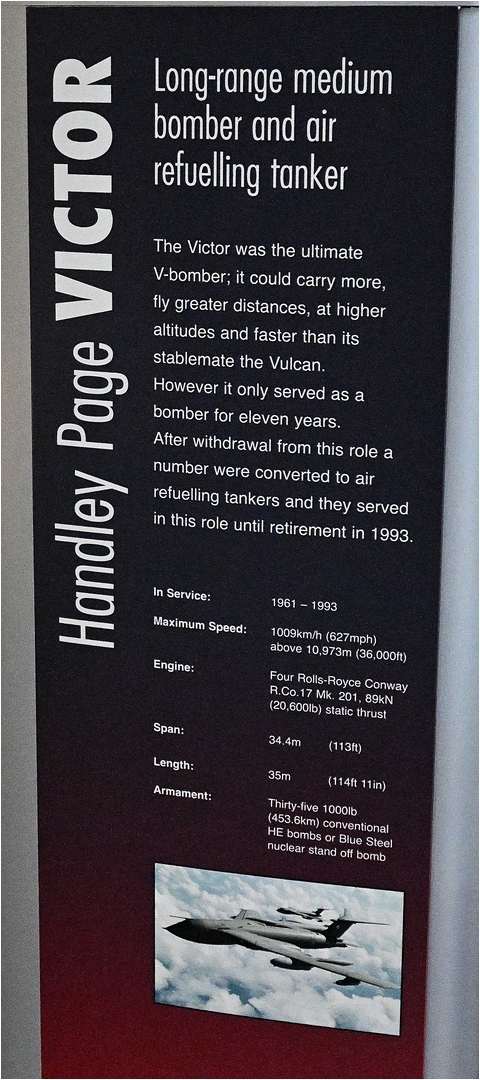 Handley Page VICTOR
Long-range medium
bomber and air
refuelling tanker
The Victor was the ultimate
V-bomber; it could carry more,
fly greater distances, at higher
altitudes and faster than its
stablemate the Vulcan.
However it only served as a
bomber for eleven years.
After withdrawal from this role a
number were converted to air
refuelling tankers and they served
in this role until retirement in 1993.
In Service: 1961 – 1993
Maximum Speed: 1009km/h (627mph)
above 10,973m (36,000ft)
Engine: Four Rolls-Royce Conway
R.Co.17 Mk. 201, 89kN
(20,600lb) static thrust
Span: 34.4m (113ft)
Length: 35m (114ft 11in)
Armament: Thirty-five 1000lb
(453.6km) conventional
HE bombs or Blue Steel
nuclear stand off bomb